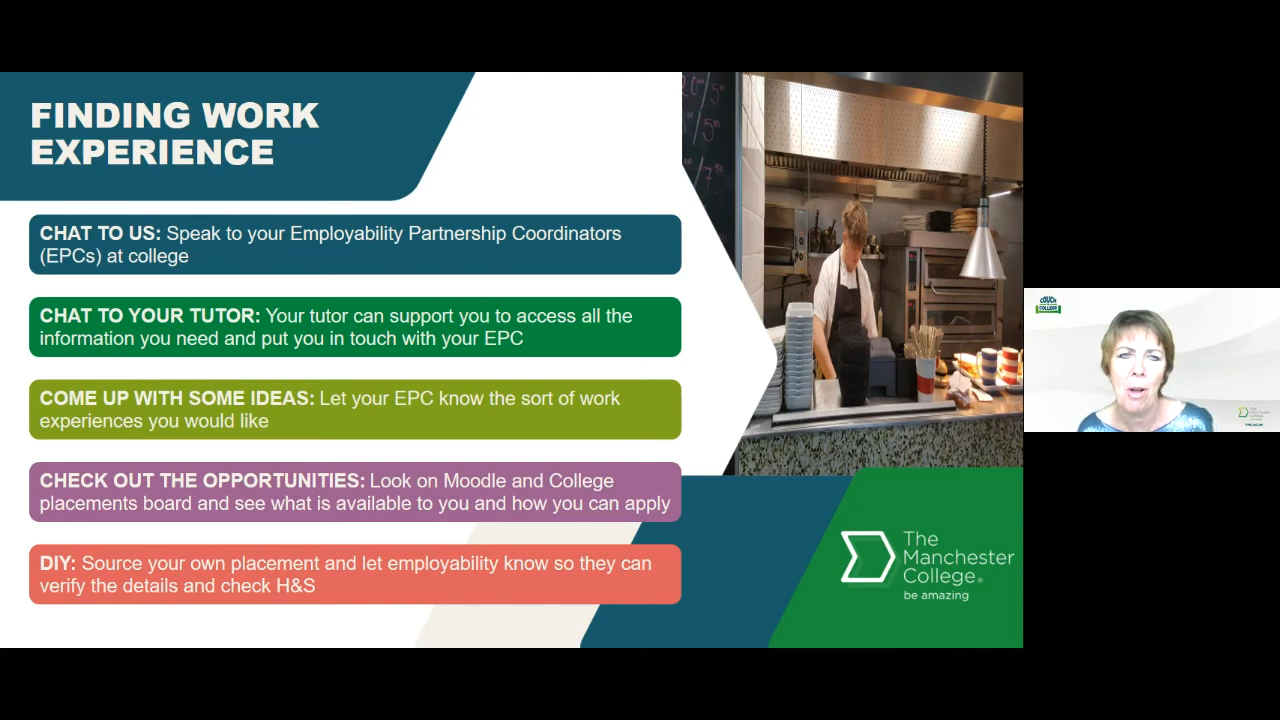 FINDING WORK
EXPERIENCE
CHAT TO US: Speak to your Employability Partnership Coordinators
(EPCs) at college
CHAT TO YOUR TUTOR: Your tutor can support you to access all the
information you need and put you in touch with your EPC
COME UP WITH SOME IDEAS: Let your EPC know the sort of work
experiences you would like
CHECK OUT THE OPPORTUNITIES: Look on Moodle and College
placements board and see what is available to you and how you can apply
DIY: Source your own placement and let employability know so they can
verify the details and check H&S
The
Manchester
College®
be amazing
COUCH
COLLEGE